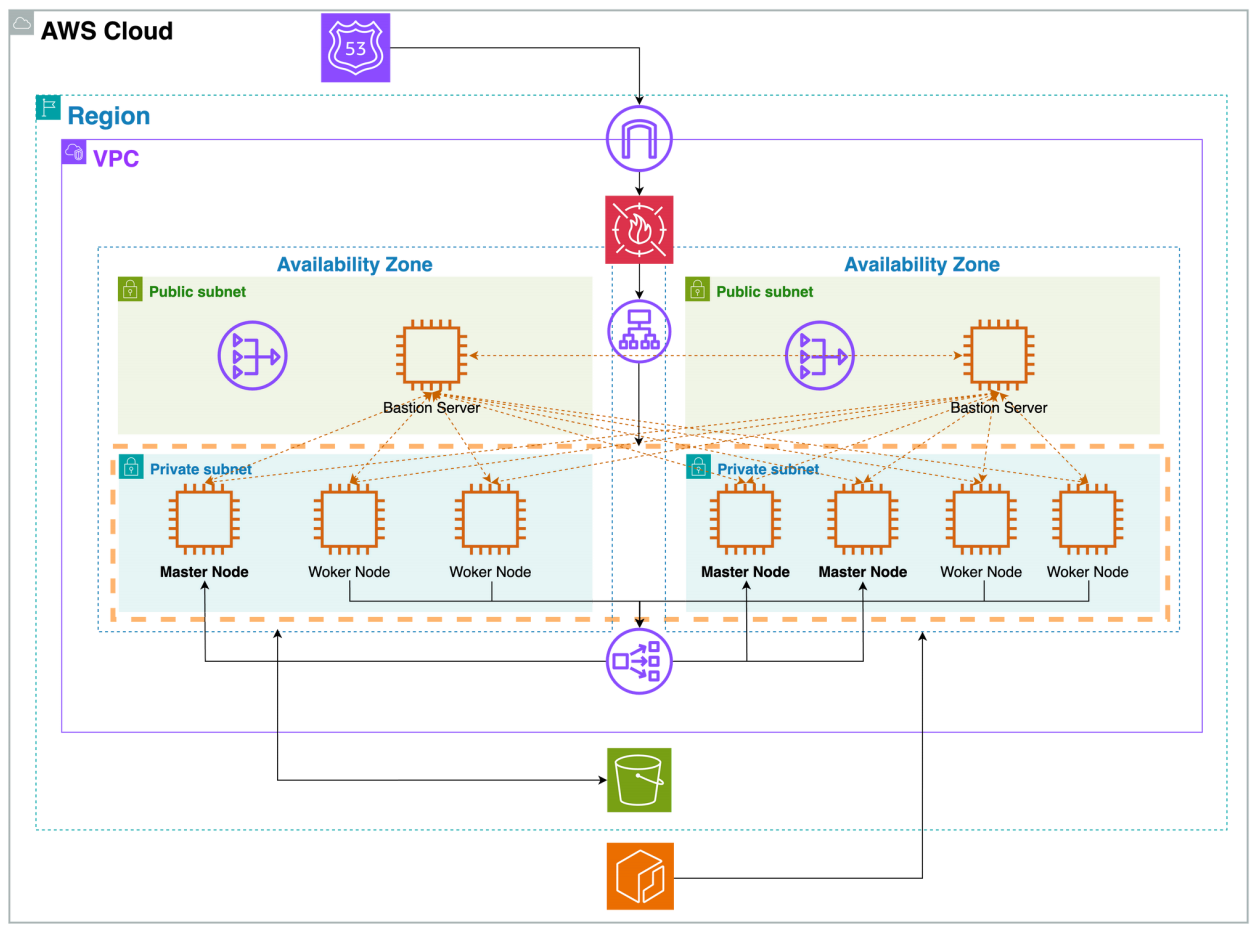 AWS Cloud
53
Region
VPC
Availability Zone
Availability Zone
Public subnet
Public subnet
Bastion Server
Bastion Server
Private subnet
Private subnet
Master Node
Woker Node
Woker Node
Master Node
Master Node
Woker Node
Woker Node